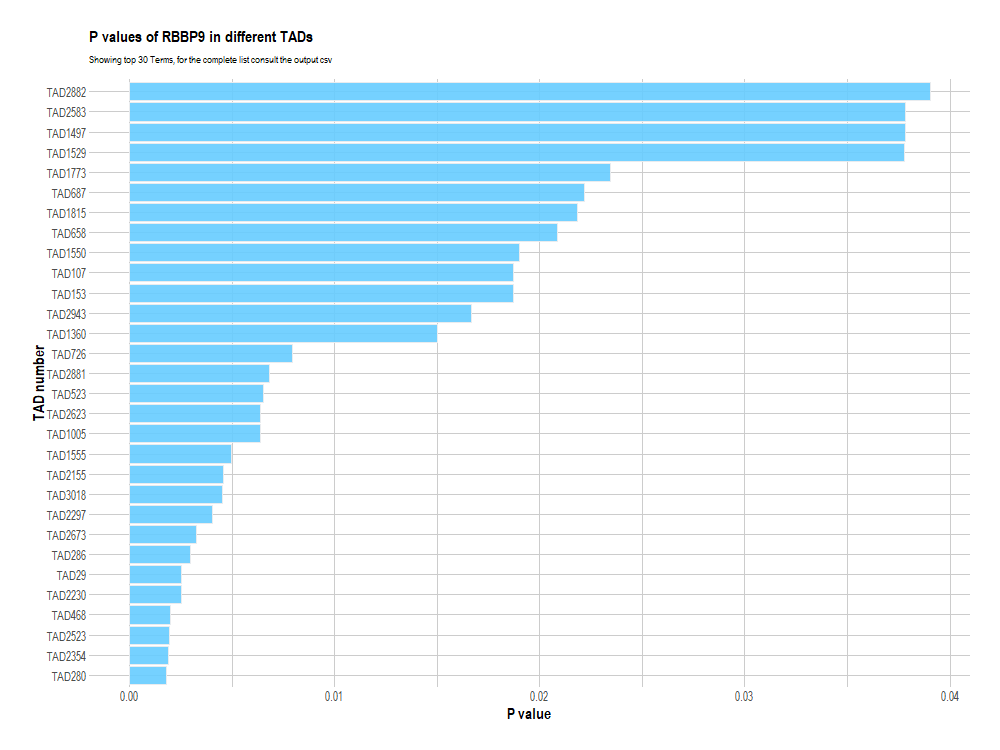 P values of RBBP9 in different TADs
Showing top 30 Terms, for the complete list consult the output csv
TAD2882
TAD2583
TAD1497
TAD1529
TAD1773
TAD687
TAD1815
TAD658
TAD1550
TAD107
TAD153
TAD2943
TAD1360
TAD726
TAD2881
TAD523
TAD2623
TAD1005
TAD1555
TAD2155
TAD3018
TAD2297
TAD2673
TAD286
TAD29
TAD2230
TAD468
TAD2523
TAD2354
TAD280
TAD number
0.00 0.01 0.02 0.03 0.04
P value